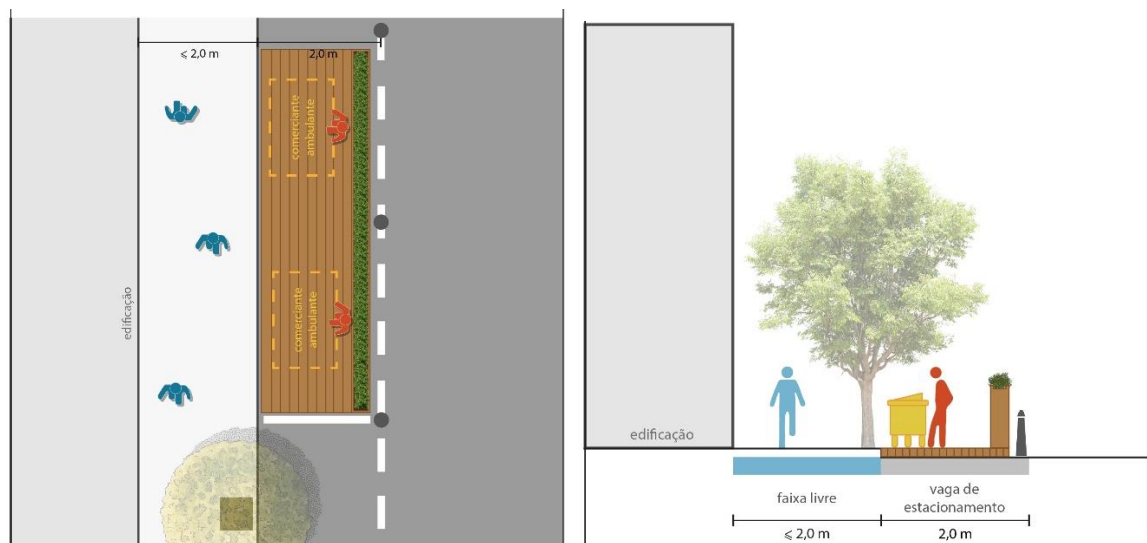 ⩽ 2,0 m
2,0 m
comerciante
ambulante
edificação
comerciante
ambulante
edificação
faixa livre
vaga de
estacionamento
⩽ 2,0 m
2,0 m